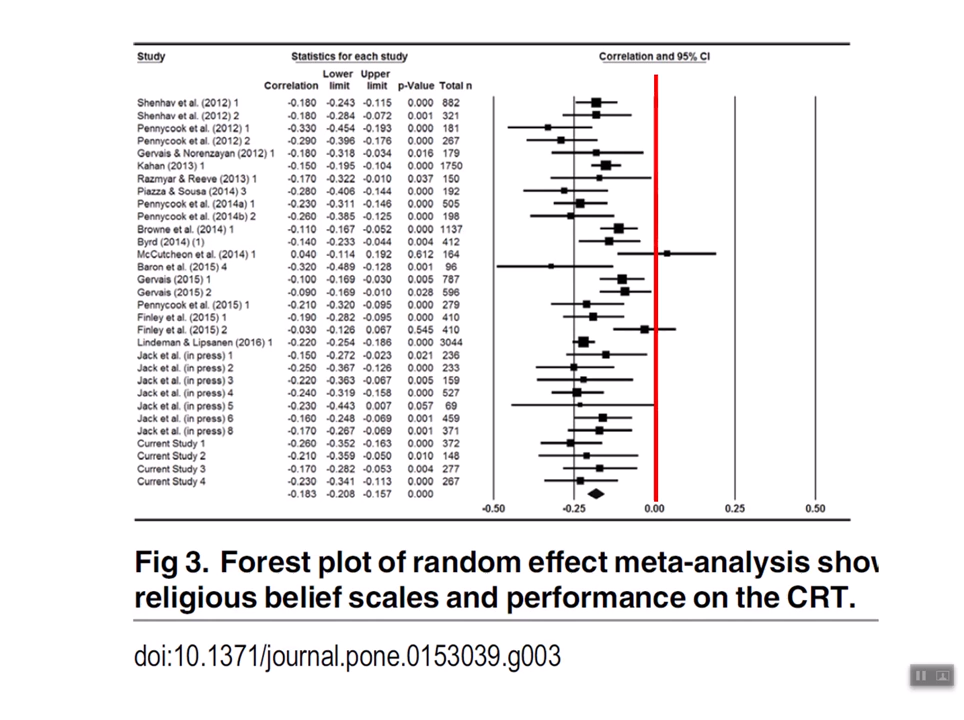 Study Statistics for each study Correlation and 95% CI
Lower Upper
Correlation limit limit p-Value Total n
Shenhav et al. (2012) 1 -0.180 -0.243 -0.115 0.000 882
Shenhav et al. (2012) 2 -0.180 -0.284 -0.072 0.001 321
Pennycook et al. (2012) 1 -0.330 -0.454 -0.193 0.000 181
Pennycook et al. (2012) 2 -0.290 -0.396 -0.176 0.000 267
Gervais & Norenzayan (2012) 1 -0.180 -0.318 -0.034 0.016 179
Kahan (2013) 1 -0.150 -0.195 -0.104 0.000 1750
Razmyar & Reeve (2013) 1 -0.170 -0.322 -0.010 0.037 150
Piazza & Sousa (2014) 3 -0.280 -0.406 -0.144 0.000 192
Pennycook et al. (2014a) 1 -0.230 -0.311 -0.146 0.000 505
Pennycook et al. (2014b) 2 -0.260 -0.385 -0.125 0.000 198
Browne et al. (2014) 1 -0.110 -0.167 -0.052 0.000 1137
Byrd (2014) (1) -0.140 -0.233 -0.044 0.004 412
McCutcheon et al. (2014) 1 0.040 -0.114 0.192 0.612 164
Baron et al. (2015) 4 -0.320 -0.489 -0.128 0.001 96
Gervais (2015) 1 -0.100 -0.169 -0.030 0.005 787
Gervais (2015) 2 -0.090 -0.169 -0.010 0.028 596
Pennycook et al. (2015) 1 -0.210 -0.320 -0.095 0.000 279
Finley et al. (2015) 1 -0.190 -0.282 -0.095 0.000 410
Finley et al. (2015) 2 -0.030 -0.126 0.067 0.545 410
Lindeman & Lipsanen (2016) 1 -0.220 -0.254 -0.186 0.000 3044
Jack et al. (in press) 1 -0.150 -0.272 -0.023 0.021 236
Jack et al. (in press) 2 -0.250 -0.367 -0.126 0.000 233
Jack et al. (in press) 3 -0.220 -0.363 -0.067 0.005 159
Jack et al. (in press) 4 -0.240 -0.319 -0.158 0.000 527
Jack et al. (in press) 5 -0.230 -0.443 0.007 0.057 69
Jack et al. (in press) 6 -0.160 -0.248 -0.069 0.001 459
Jack et al. (in press) 8 -0.170 -0.267 -0.069 0.001 371
Current Study 1 -0.260 -0.352 -0.163 0.000 372
Current Study 2 -0.210 -0.359 -0.050 0.010 148
Current Study 3 -0.170 -0.282 -0.053 0.004 277
Current Study 4 -0.230 -0.341 -0.113 0.000 267
-0.183 -0.208 -0.157 0.000
-0.50 -0.25 0.00 0.25 0.50
Fig 3. Forest plot of random effect meta-analysis show
religious belief scales and performance on the CRT.
doi:10.1371/journal.pone.0153039.g003